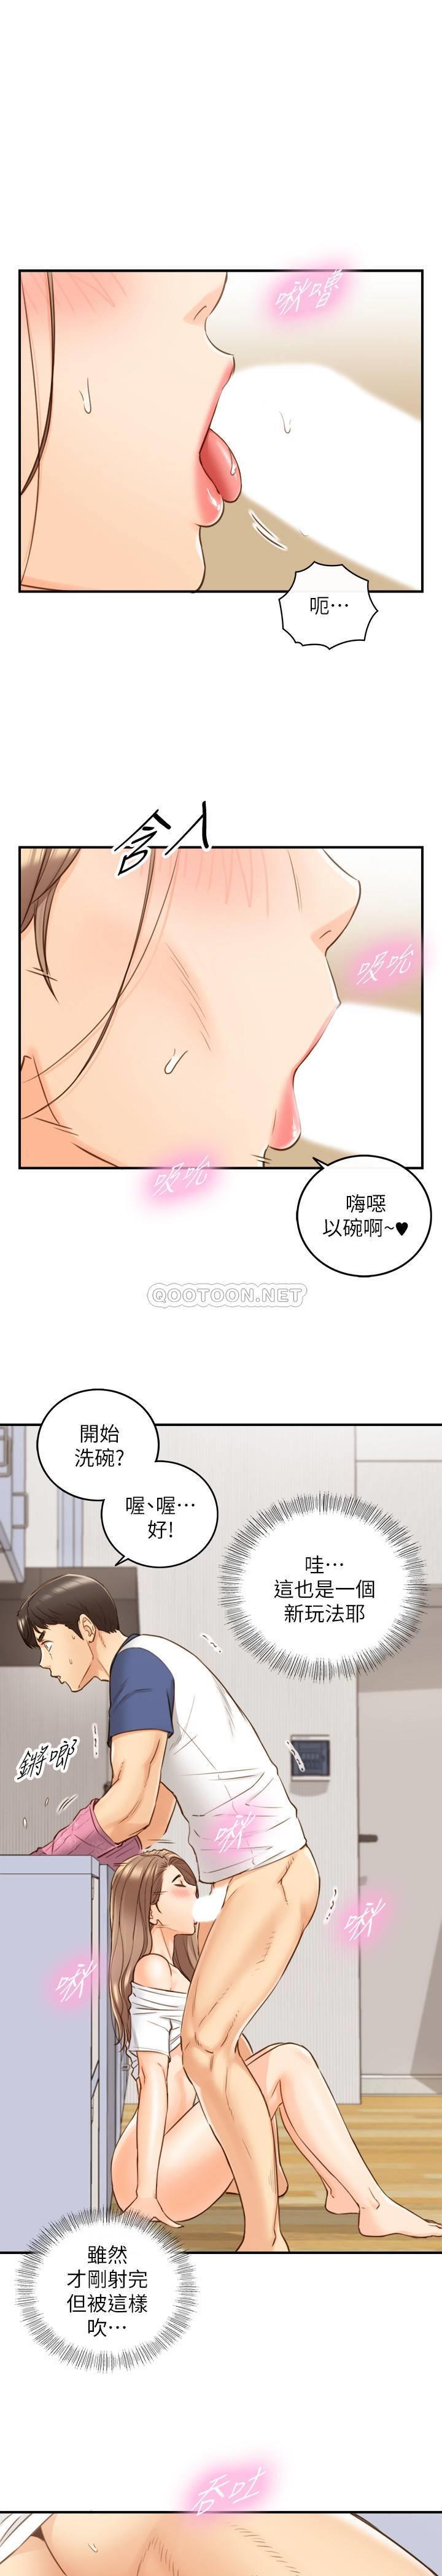 啾嚕
呃…
含入
吸吮
吸吮
嗨噁
以碗啊~♥
QOOTOON.NET
開始
洗碗?
喔、喔…
好!
哇…
這也是一個
新玩法耶
鏘啷
啾
啾
啾
雖然
才剛射完
但被這樣
吹…
吞吐